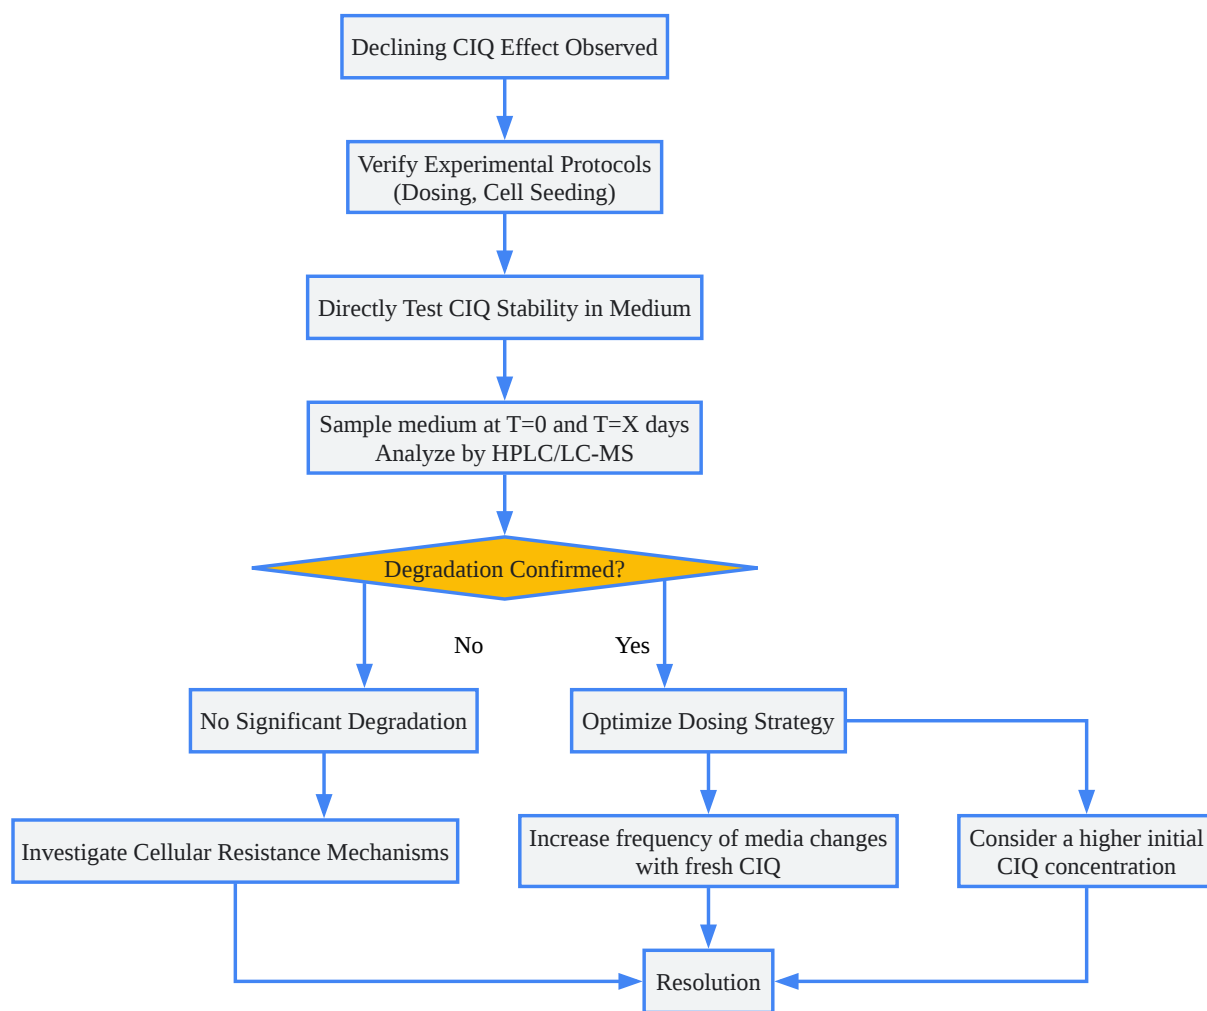 Declining CIQ Effect Observed
Verify Experimental Protocols
(Dosing, Cell Seeding)
Directly Test CIQ Stability in Medium
Sample medium at T=0 and T=X days
Analyze by HPLC/LC-MS
Degradation Confirmed?
No
Yes
No Significant Degradation
Optimize Dosing Strategy
Investigate Cellular Resistance Mechanisms
Increase frequency of media changes
with fresh CIQ
Consider a higher initial
CIQ concentration
Resolution